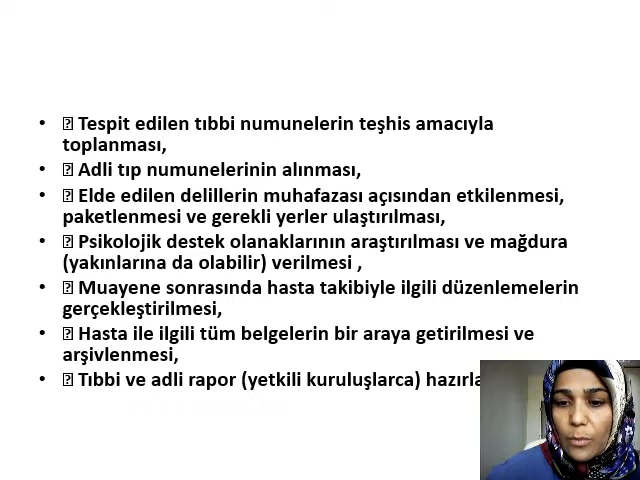 • Tespit edilen tıbbi numunelerin teşhis amacıyla
toplanması,
• Adli tıp numunelerinin alınması,
• Elde edilen delillerin muhafazası açısından etkilenmesi,
paketlenmesi ve gerekli yerler ulaştırılması,
• Psikolojik destek olanaklarının araştırılması ve mağdura
(yakınlarına da olabilir) verilmesi ,
• Muayene sonrasında hasta takibiyle ilgili düzenlemelerin
gerçekleştirilmesi,
• Hasta ile ilgili tüm belgelerin bir araya getirilmesi ve
arşivlenmesi,
• Tıbbi ve adli rapor (yetkili kuruluşlarca)